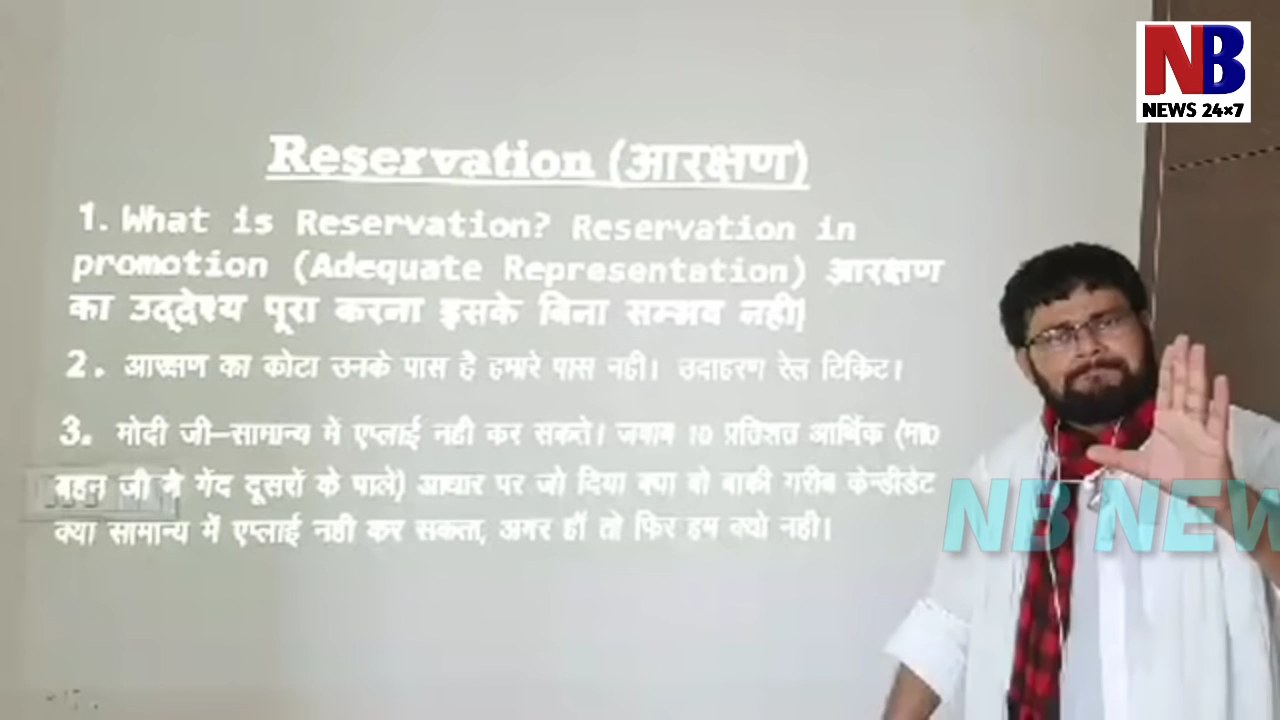 NB
NEWS 24×7
Reservation (आरक्षण)
1. What is Reservation? Reservation in
promotion (Adequate Representation) आरक्षण
का उद्देश्य पूरा करना इसके बिना सम्भव नही|
2. आरक्षण का कोटा उनके पास है हमारे पास नही। उदाहरण रेल टिकिट।
3. मोदी जी-सामान्य में एप्लाई नही कर सकते। जवाब 10 प्रतिशत आर्थिक (मा0
बहन जी ने गेंद दूसरों के पाले) आधार पर जो दिया क्या वो बाकी गरीब केन्डीडेट
क्या सामान्य में एप्लाई नही कर सकता, अगर हाँ तो फिर हम क्यो नही।
NB NEW